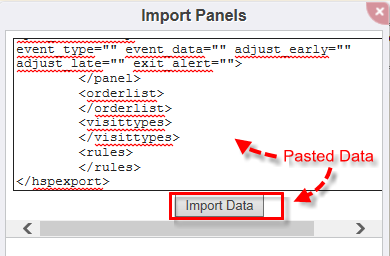 Import Panels
event_type="" event_data="" adjust_early=""
adjust_late="" exit_alert="">
</panel>
<orderlist>
</orderlist>
<visittypes>
</visittypes>
<rules>
</rules>
</hspexport>
Pasted Data
Import Data